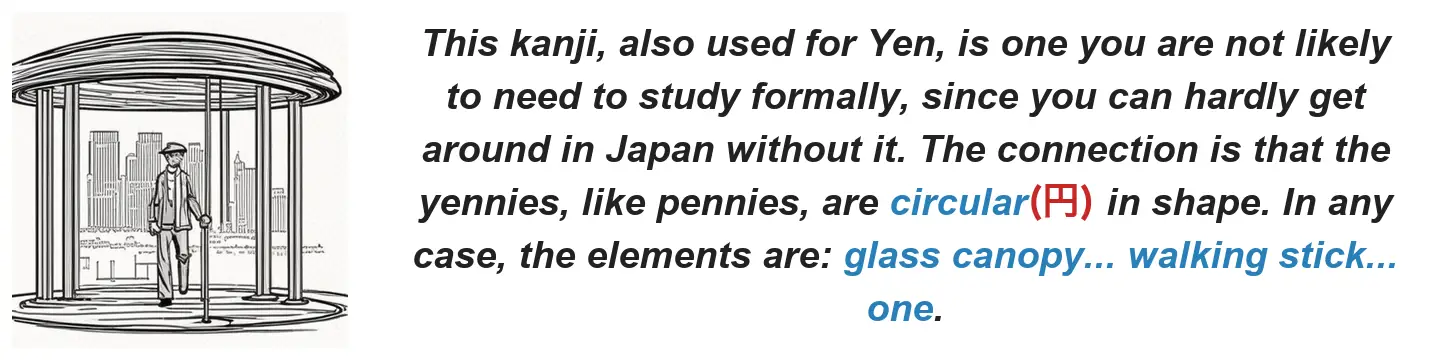 This kanji, also used for Yen, is one you are not likely
to need to study formally, since you can hardly get
around in Japan without it. The connection is that the
yennies, like pennies, are circular(円) in shape. In any
case, the elements are: glass canopy... walking stick...
one.